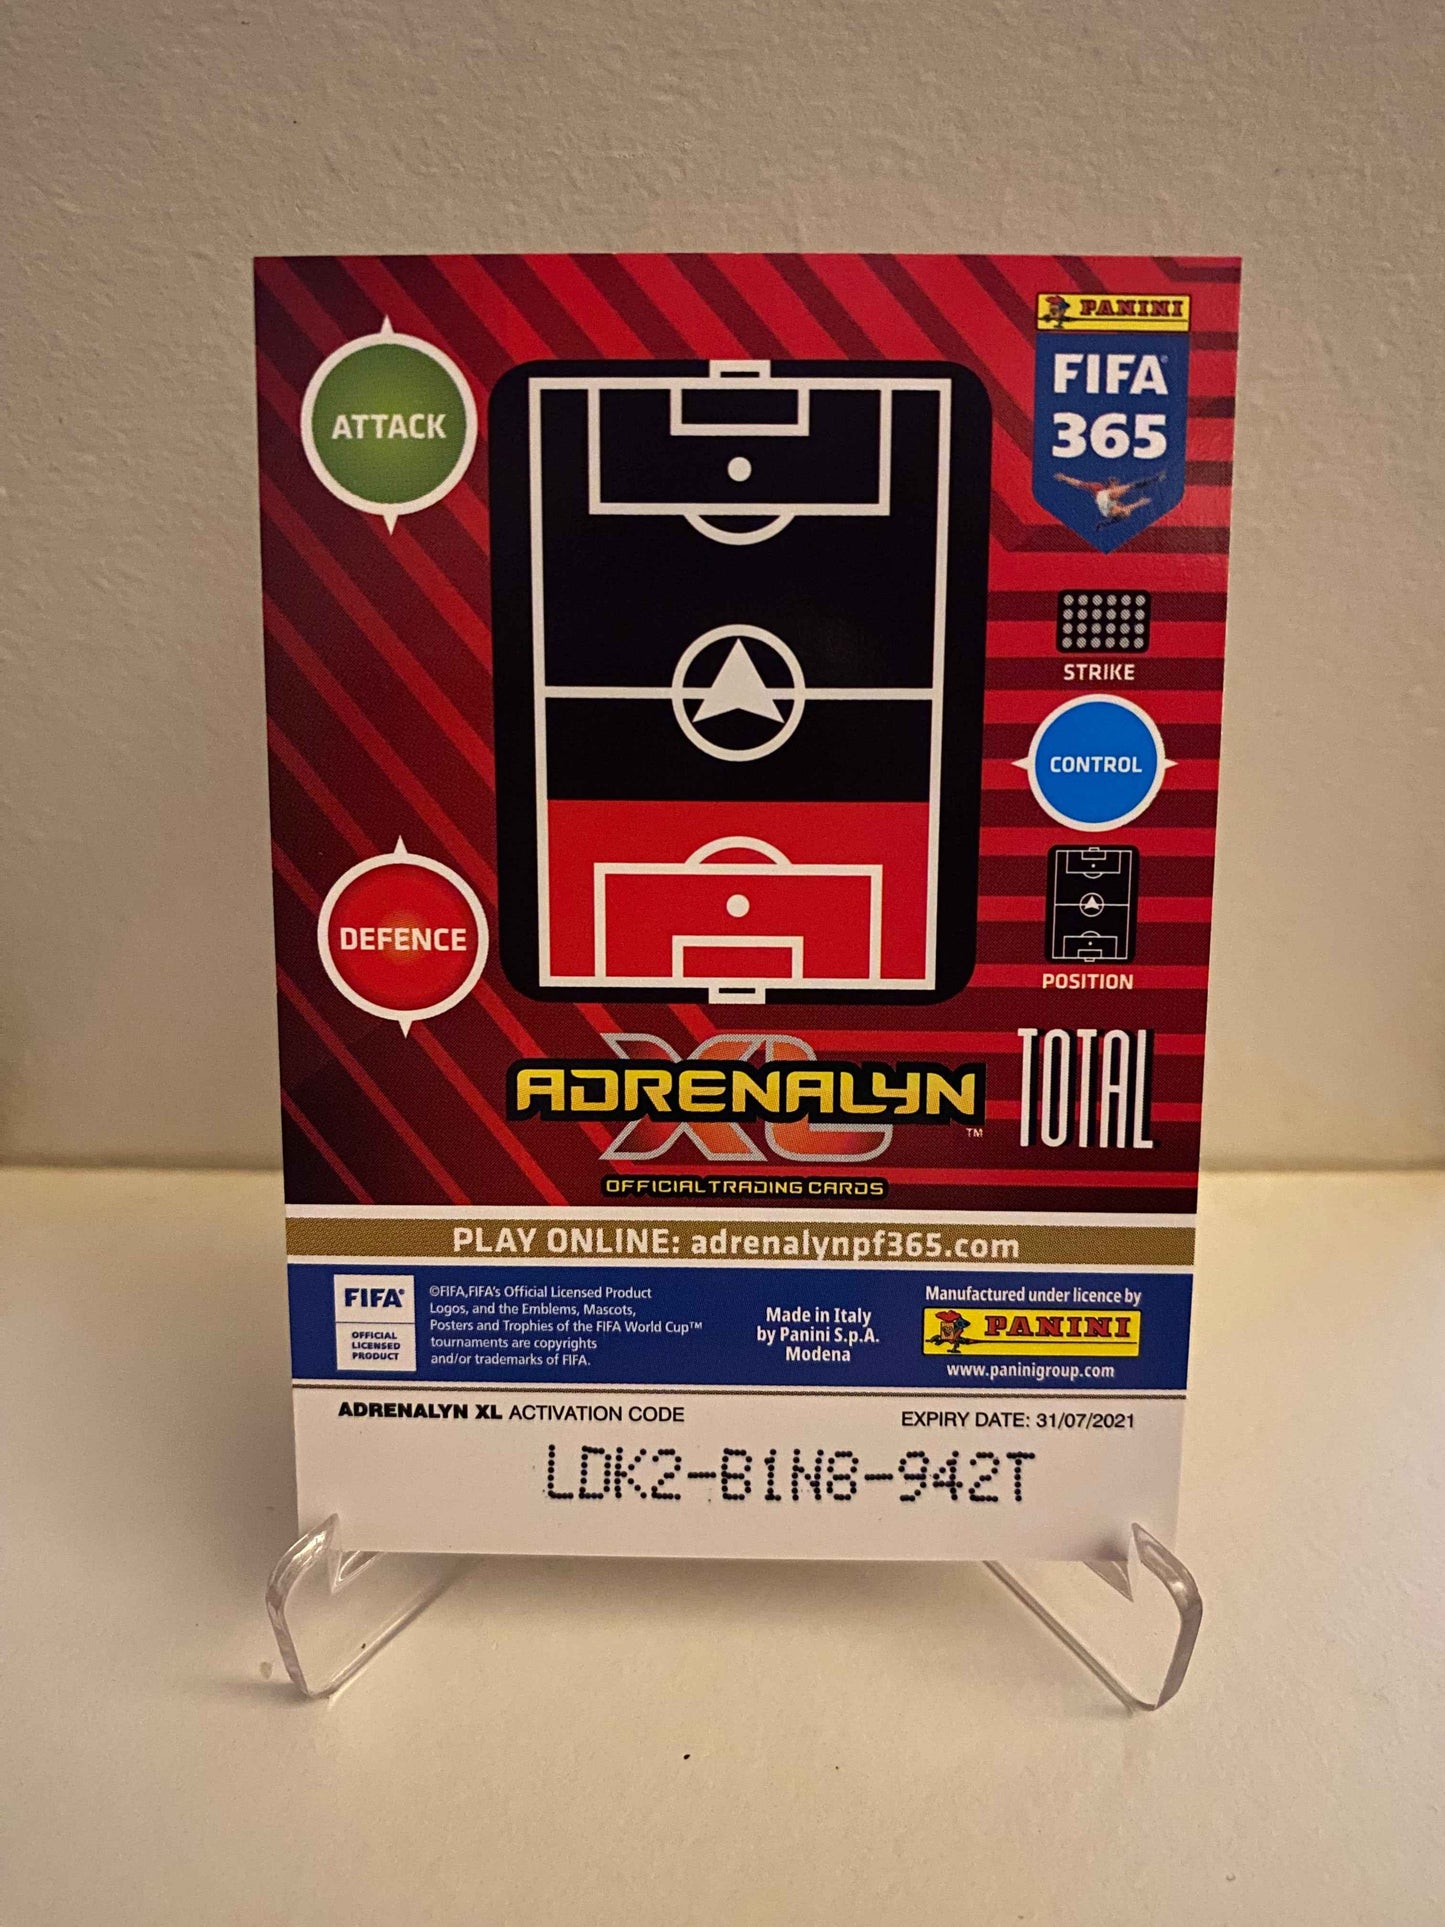 PANINI
FIFA
365
ATTACK
STRIKE
CONTROL
DEFENCE
POSITION
XL
ADRENALYN
TM
OFFICIAL TRADING CARDS
TOTAL
PLAY ONLINE: adrenalynpf365.com
FIFA®
OFFICIAL
LICENSED
PRODUCT
©FIFA,FIFA's Official Licensed Product
Logos, and the Emblems, Mascots,
Posters and Trophies of the FIFA World Cup™
tournaments are copyrights
and/or trademarks of FIFA.
Made in Italy
by Panini S.p.A.
Modena
Manufactured under licence by
PANINI
www.paninigroup.com
ADRENALYN XL ACTIVATION CODE
EXPIRY DATE: 31/07/2021
LDK2-B1N8-942T